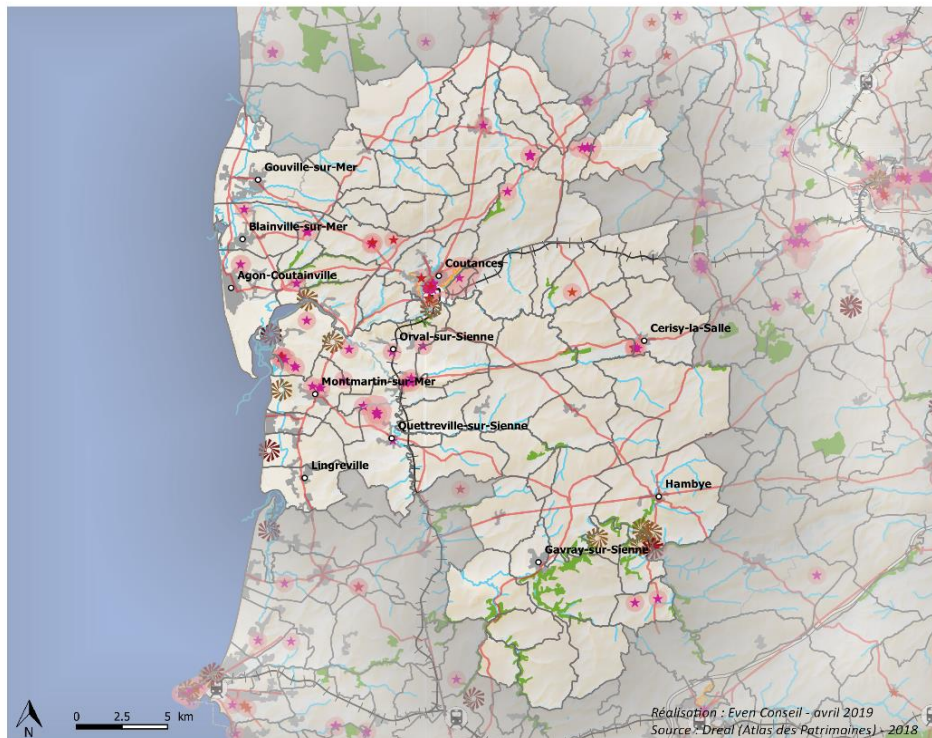 Gouville-sur-Mer
Blainville-sur-Mer
Coutances
Agon-Coutainville
Cerisy-la-Salle
Orval-sur-Sienne
Montmartin-sur-Mer
Quettreville-sur-Sienne
Lingreville
Hambye
Gavray-sur-Sienne
N
0 2.5 5 km
Réalisation : Even Conseil - avril 2019
Source : Dreal (Atlas des Patrimoines) - 2018